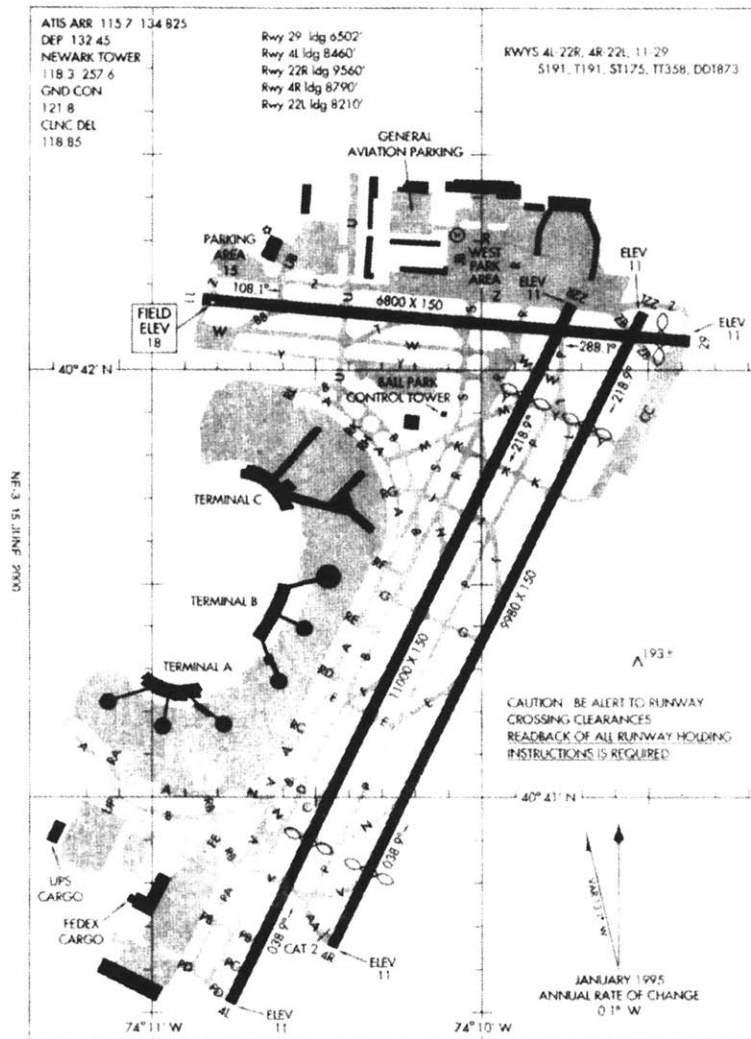 ATIS ARR 115 7 134 825
DEP 132 45
NEWARK TOWER
118.3 257 6
GND CON
121 8
CLNC DEL
118 85
Rwy 29 ldg 6502'
Rwy 4L ldg 8460'
Rwy 22R ldg 9560'
Rwy 4R ldg 8790'
Rwy 22L ldg 8210'
RWYS 4L-22R, 4R-22L, 11-29
S191, T191, ST175, TT358, DDT873
GENERAL
AVIATION PARKING
PARKING
AREA
15
WEST
PARK
AREA
ELEV
11
22R
ELEV
11
22L
108.1°
11
6800 X 150
FIELD
ELEV
18
ELEV
11
29
288.1°
218.9°
218.9°
40°42' N
BALL PARK
CONTROL TOWER
TERMINAL C
TERMINAL B
TERMINAL A
11000 X 150
9980 X 150
193±
CAUTION BE ALERT TO RUNWAY
CROSSING CLEARANCES
READBACK OF ALL RUNWAY HOLDING
INSTRUCTIONS IS REQUIRED
40°41' N
UPS
CARGO
FEDEX
CARGO
038 9°
038 9°
CAT 2
4R
ELEV
11
4L
ELEV
11
JANUARY 1995
ANNUAL RATE OF CHANGE
0.1° W
74°11' W
74°10' W
NE-3 15 JUNE 2000